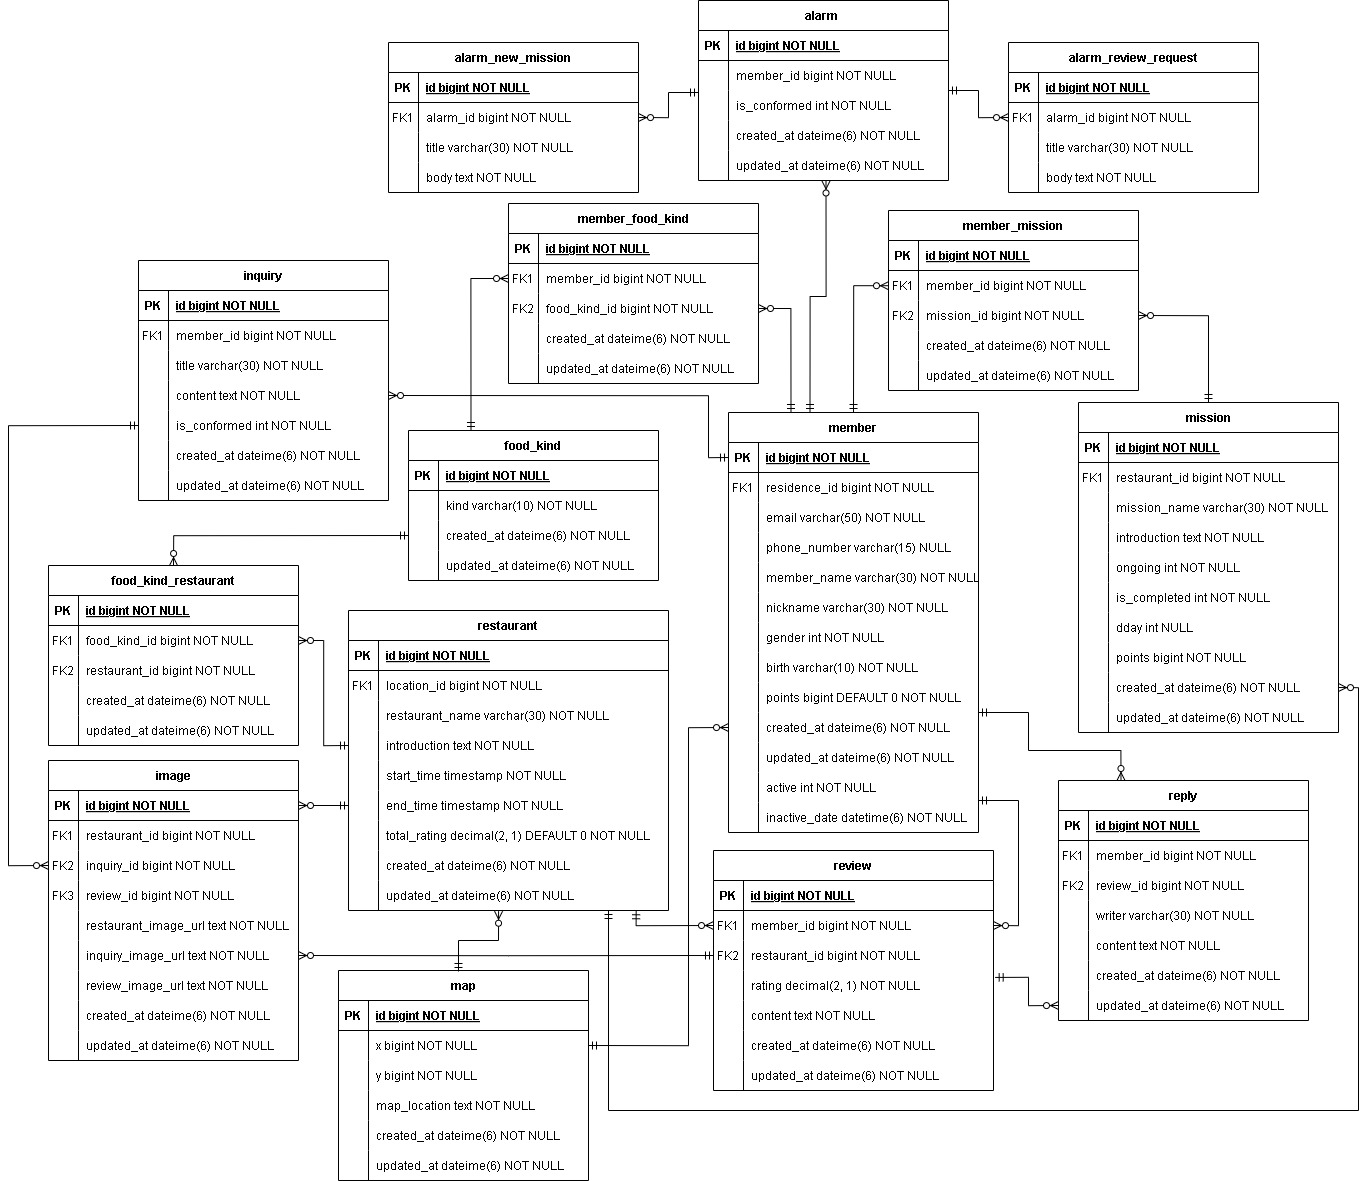 alarm
PK id bigint NOT NULL
member_id bigint NOT NULL
is_conformed int NOT NULL
created_at dateime(6) NOT NULL
updated_at dateime(6) NOT NULL
alarm_new_mission
PK id bigint NOT NULL
FK1 alarm_id bigint NOT NULL
title varchar(30) NOT NULL
body text NOT NULL
alarm_review_request
PK id bigint NOT NULL
FK1 alarm_id bigint NOT NULL
title varchar(30) NOT NULL
body text NOT NULL
member_food_kind
PK id bigint NOT NULL
FK1 member_id bigint NOT NULL
FK2 food_kind_id bigint NOT NULL
created_at dateime(6) NOT NULL
updated_at dateime(6) NOT NULL
member_mission
PK id bigint NOT NULL
FK1 member_id bigint NOT NULL
FK2 mission_id bigint NOT NULL
created_at dateime(6) NOT NULL
updated_at dateime(6) NOT NULL
inquiry
PK id bigint NOT NULL
FK1 member_id bigint NOT NULL
title varchar(30) NOT NULL
content text NOT NULL
is_conformed int NOT NULL
created_at dateime(6) NOT NULL
updated_at dateime(6) NOT NULL
food_kind
PK id bigint NOT NULL
kind varchar(10) NOT NULL
created_at dateime(6) NOT NULL
updated_at dateime(6) NOT NULL
member
PK id bigint NOT NULL
FK1 residence_id bigint NOT NULL
email varchar(50) NOT NULL
phone_number varchar(15) NULL
member_name varchar(30) NOT NULL
nickname varchar(30) NOT NULL
gender int NOT NULL
birth varchar(10) NOT NULL
points bigint DEFAULT 0 NOT NULL
created_at dateime(6) NOT NULL
updated_at dateime(6) NOT NULL
active int NOT NULL
inactive_date datetime(6) NOT NULL
mission
PK id bigint NOT NULL
FK1 restaurant_id bigint NOT NULL
mission_name varchar(30) NOT NULL
introduction text NOT NULL
ongoing int NOT NULL
is_completed int NOT NULL
dday int NULL
points bigint NOT NULL
created_at dateime(6) NOT NULL
updated_at dateime(6) NOT NULL
food_kind_restaurant
PK id bigint NOT NULL
FK1 food_kind_id bigint NOT NULL
FK2 restaurant_id bigint NOT NULL
created_at dateime(6) NOT NULL
updated_at dateime(6) NOT NULL
restaurant
PK id bigint NOT NULL
FK1 location_id bigint NOT NULL
restaurant_name varchar(30) NOT NULL
introduction text NOT NULL
start_time timestamp NOT NULL
end_time timestamp NOT NULL
total_rating decimal(2, 1) DEFAULT 0 NOT NULL
created_at dateime(6) NOT NULL
updated_at dateime(6) NOT NULL
image
PK id bigint NOT NULL
FK1 restaurant_id bigint NOT NULL
FK2 inquiry_id bigint NOT NULL
FK3 review_id bigint NOT NULL
restaurant_image_url text NOT NULL
inquiry_image_url text NOT NULL
review_image_url text NOT NULL
created_at dateime(6) NOT NULL
updated_at dateime(6) NOT NULL
reply
PK id bigint NOT NULL
FK1 member_id bigint NOT NULL
FK2 review_id bigint NOT NULL
writer varchar(30) NOT NULL
content text NOT NULL
created_at dateime(6) NOT NULL
updated_at dateime(6) NOT NULL
review
PK id bigint NOT NULL
FK1 member_id bigint NOT NULL
FK2 restaurant_id bigint NOT NULL
rating decimal(2, 1) NOT NULL
content text NOT NULL
created_at dateime(6) NOT NULL
updated_at dateime(6) NOT NULL
map
PK id bigint NOT NULL
x bigint NOT NULL
y bigint NOT NULL
map_location text NOT NULL
created_at dateime(6) NOT NULL
updated_at dateime(6) NOT NULL